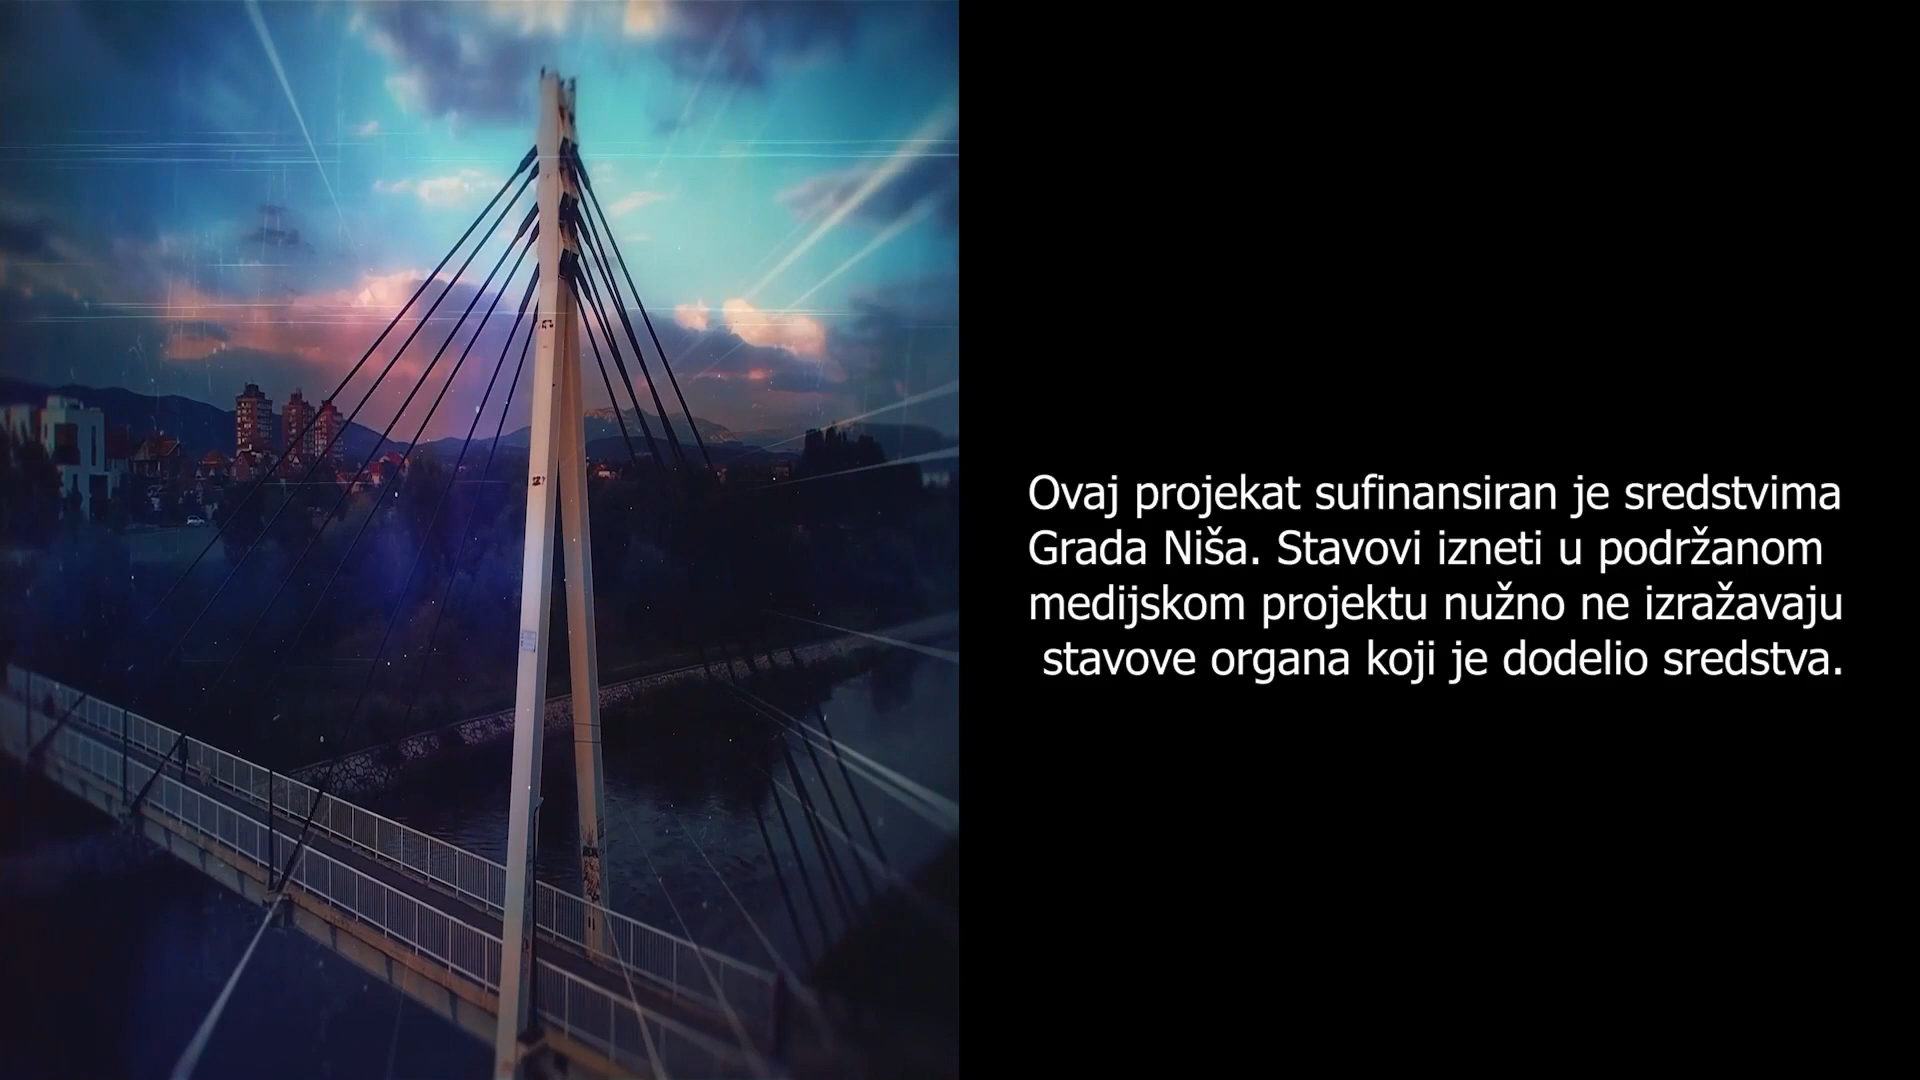 Ovaj projekat sufinansiran je sredstvima
Grada Niša. Stavovi izneti u podržanom
medijskom projektu nužno ne izražavaju
stavove organa koji je dodelio sredstva.